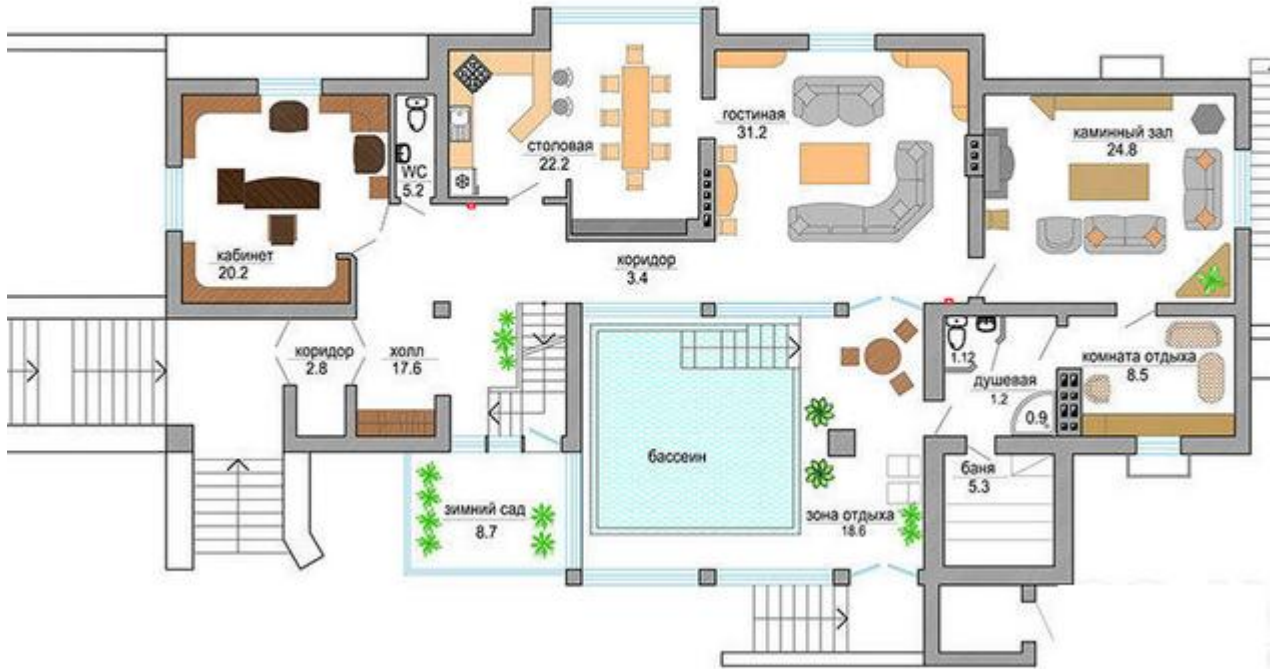 гостиная
31.2
каминный зал
24.8
столовая
22.2
WC
5.2
кабинет
20.2
коридор
3.4
коридор
2.8
холл
17.6
1.12
душевая
1.2
0.9
комната отдыха
8.5
бассеин
баня
5.3
зимний сад
8.7
зона отдыха
18.6